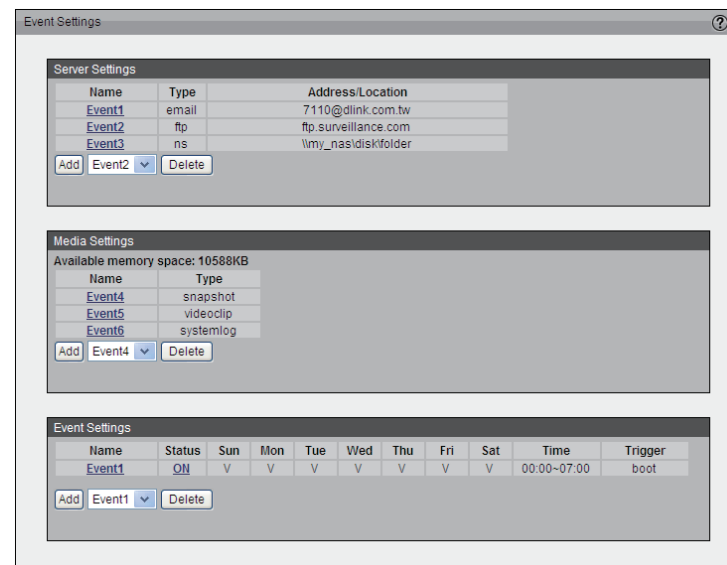 Event Settings
Server Settings
Name Type Address/Location
Event1 email 7110@dlink.com.tw
Event2 ftp ftp.surveillance.com
Event3 ns \\my_nas\disk\folder
Add Event2 Delete
Media Settings
Available memory space: 10588KB
Name Type
Event4 snapshot
Event5 videoclip
Event6 systemlog
Add Event4 Delete
Event Settings
Name Status Sun Mon Tue Wed Thu Fri Sat Time Trigger
Event1 ON V V V V V V V 00:00~07:00 boot
Add Event1 Delete